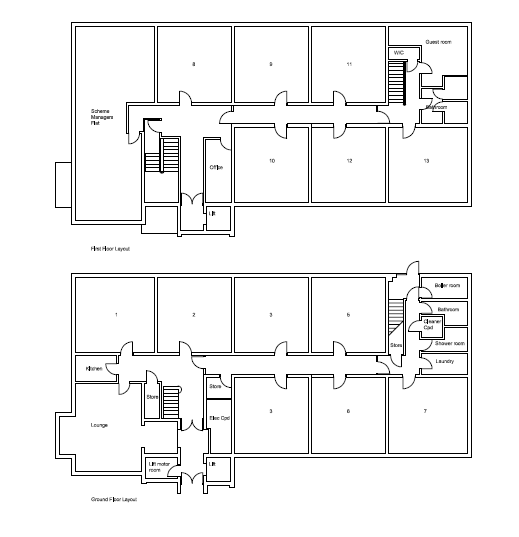 Guest room
W/C
8
9
11
Scheme
Managers
Flat
Bathroom
Office
10
12
13
Lift
First Floor Layout
Boiler room
Bathroom
Cleaner
Cpd
1
2
3
5
Store
Shower room
Kitchen
Laundry
Store
Store
Lounge
Elec Cpd
3
6
7
Lift motor
room
Lift
Ground Floor Layout